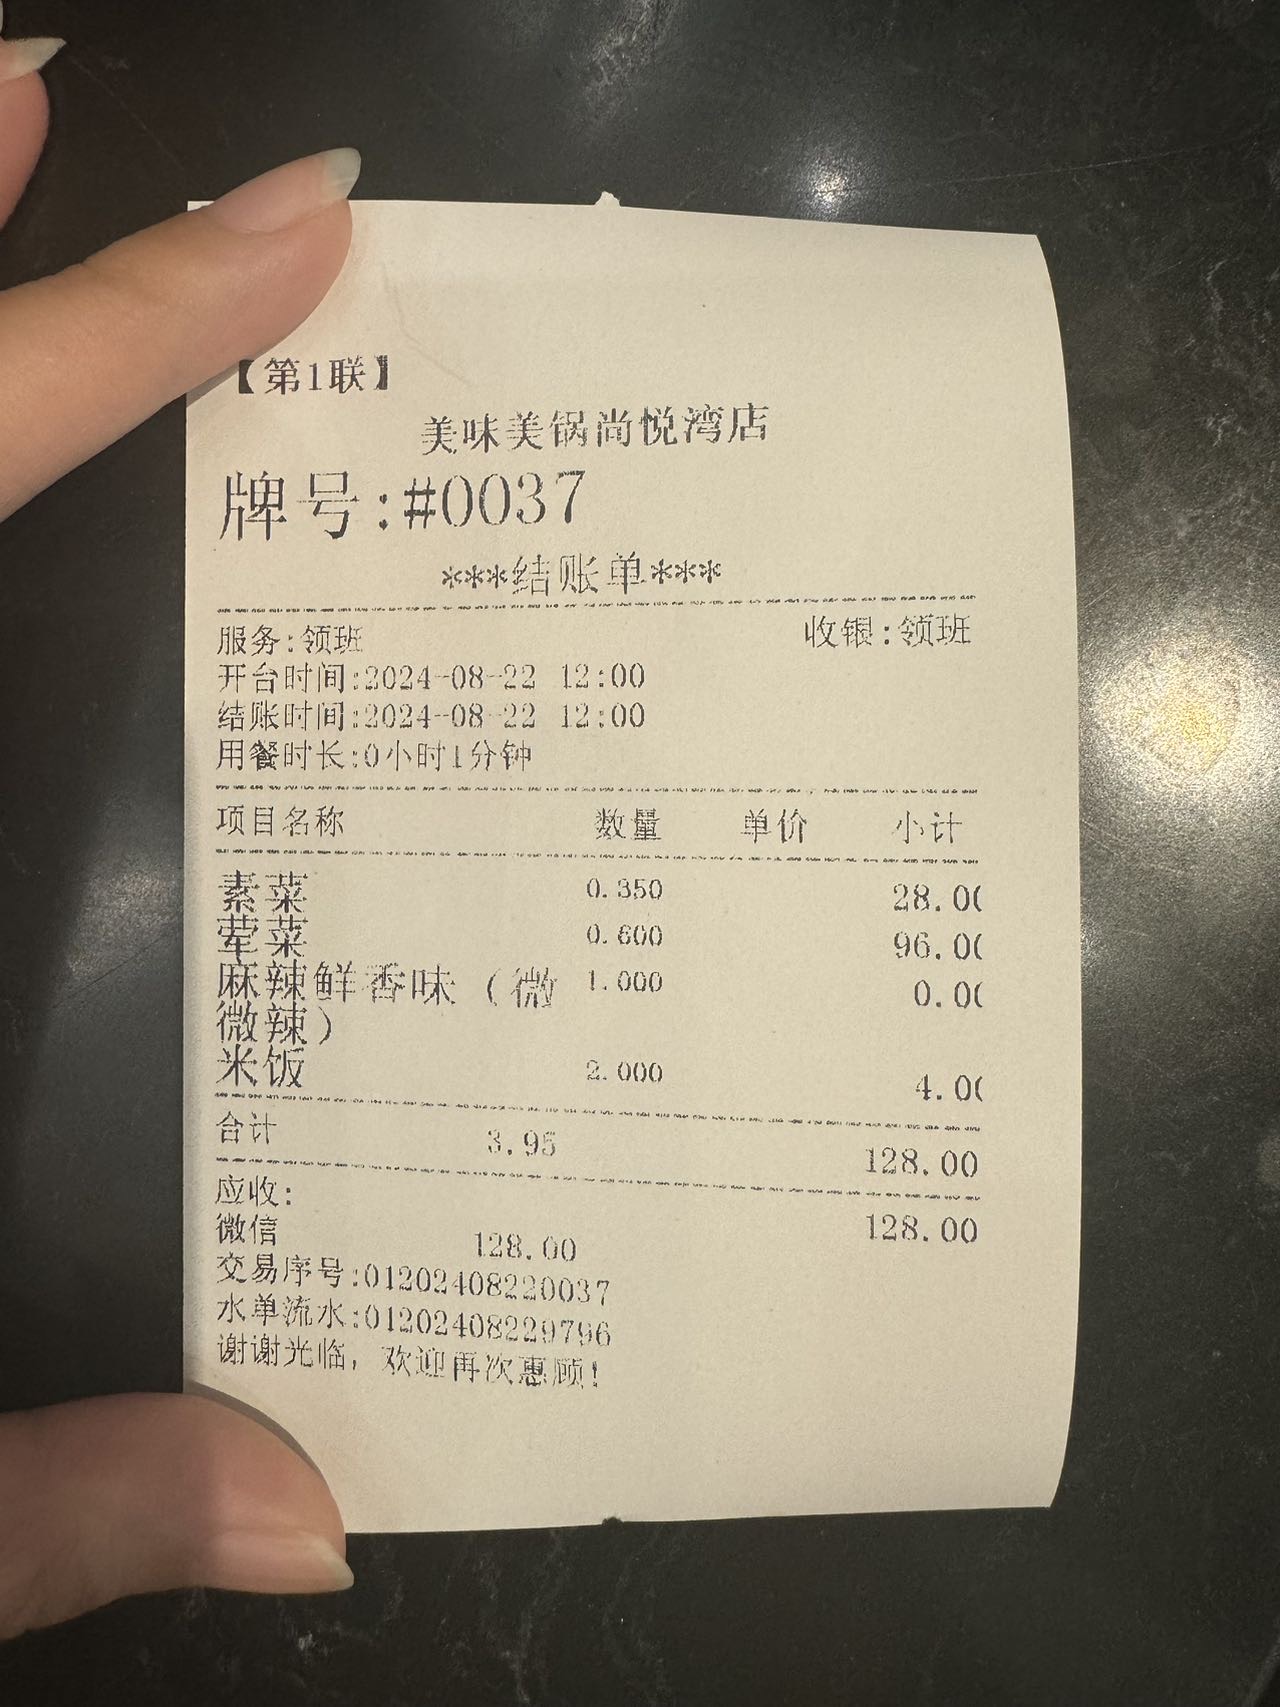 【第1联】
美味美锅尚悦湾店
牌号:#0037
***结账单***
服务:领班 收银:领班
开台时间:2024-08-22 12:00
结账时间:2024-08-22 12:00
用餐时长:0小时1分钟
项目名称 数量 单价 小计
素菜 0.350 28.0(
荤菜 0.600 96.0(
麻辣鲜香味（微 1.000 0.0(
微辣）
米饭 2.000 4.0(
合计 3.95 128.00
应收: 128.00
微信 128.00
交易序号:01202408220037
水单流水:01202408229796
谢谢光临，欢迎再次惠顾！